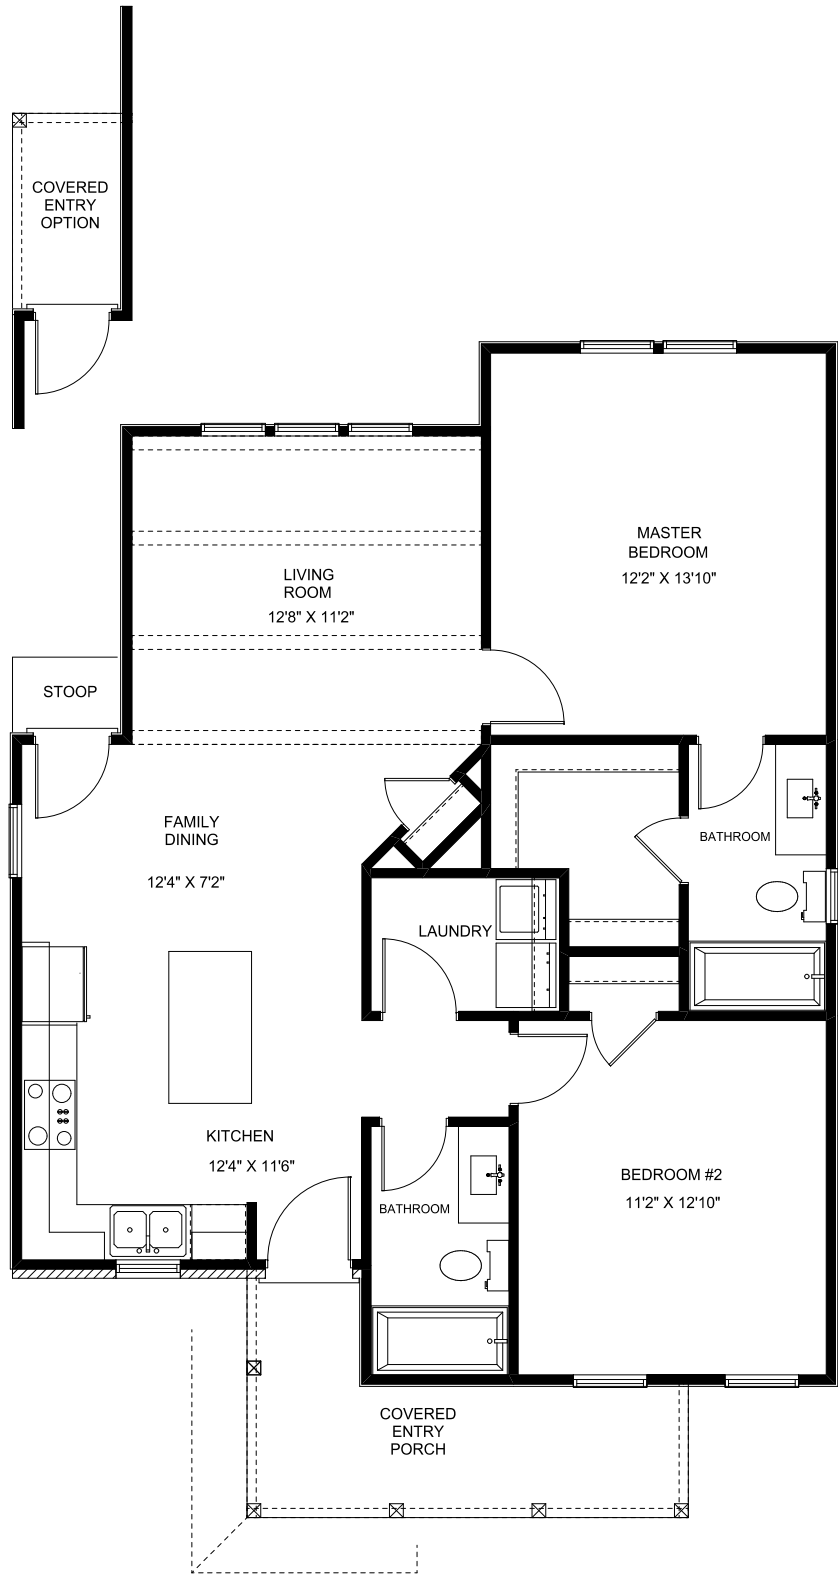 COVERED
ENTRY
OPTION
MASTER
BEDROOM
12'2" X 13'10"
LIVING
ROOM
12'8" X 11'2"
STOOP
FAMILY
DINING
12'4" X 7'2"
BATHROOM
LAUNDRY
KITCHEN
12'4" X 11'6"
BEDROOM #2
11'2" X 12'10"
BATHROOM
COVERED
ENTRY
PORCH